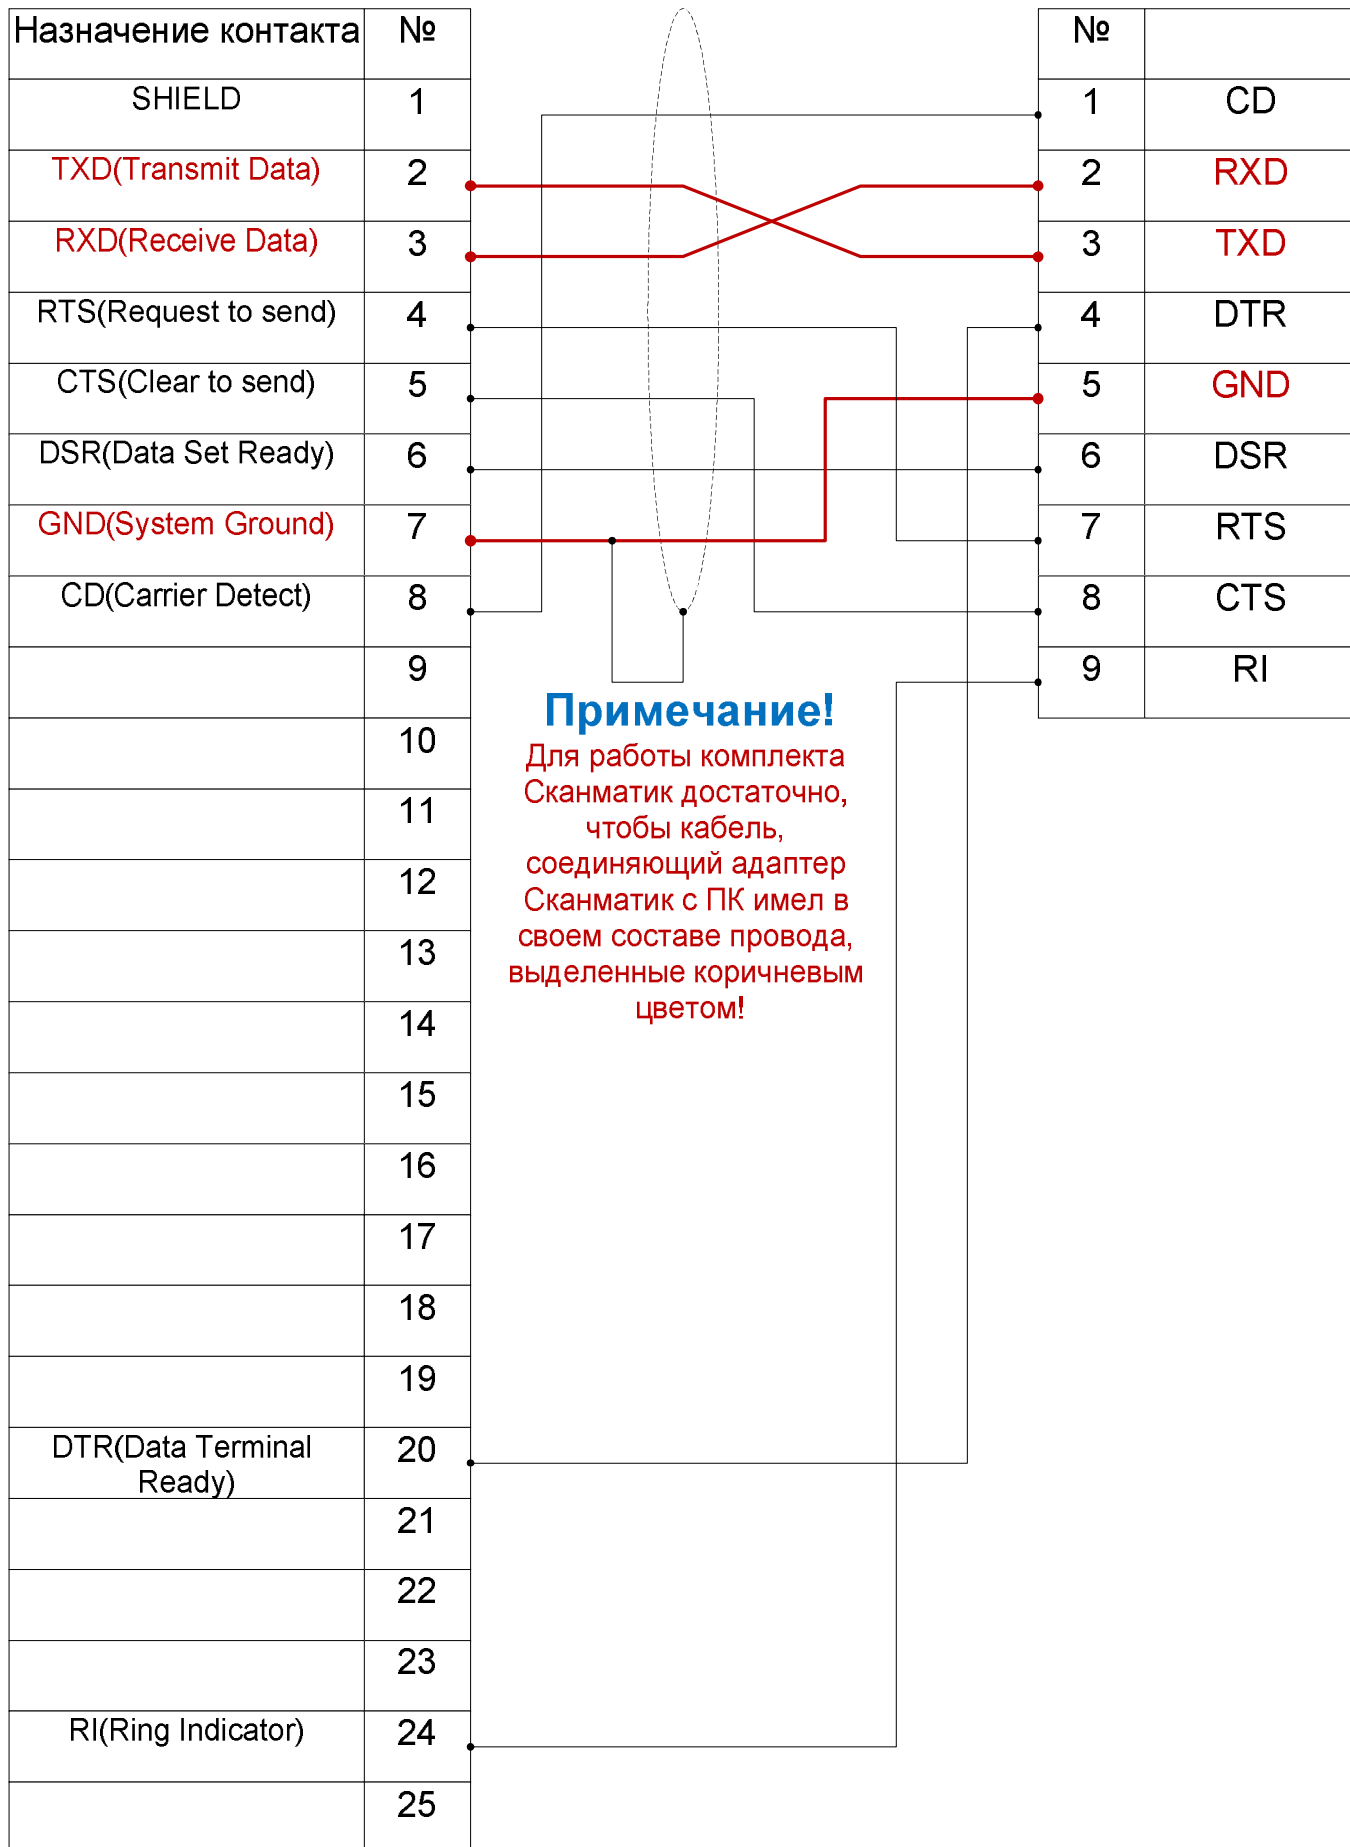 Назначение контакта № № 
SHIELD 1 1 CD
TXD(Transmit Data) 2 2 RXD
RXD(Receive Data) 3 3 TXD
RTS(Request to send) 4 4 DTR
CTS(Clear to send) 5 5 GND
DSR(Data Set Ready) 6 6 DSR
GND(System Ground) 7 7 RTS
CD(Carrier Detect) 8 8 CTS
9 9 RI
Примечание!
Для работы комплекта
Сканматик достаточно,
чтобы кабель,
соединяющий адаптер
Сканматик с ПК имел в
своем составе провода,
выделенные коричневым
цветом!
10
11
12
13
14
15
16
17
18
19
DTR(Data Terminal 20
Ready)
21
22
23
RI(Ring Indicator) 24
25